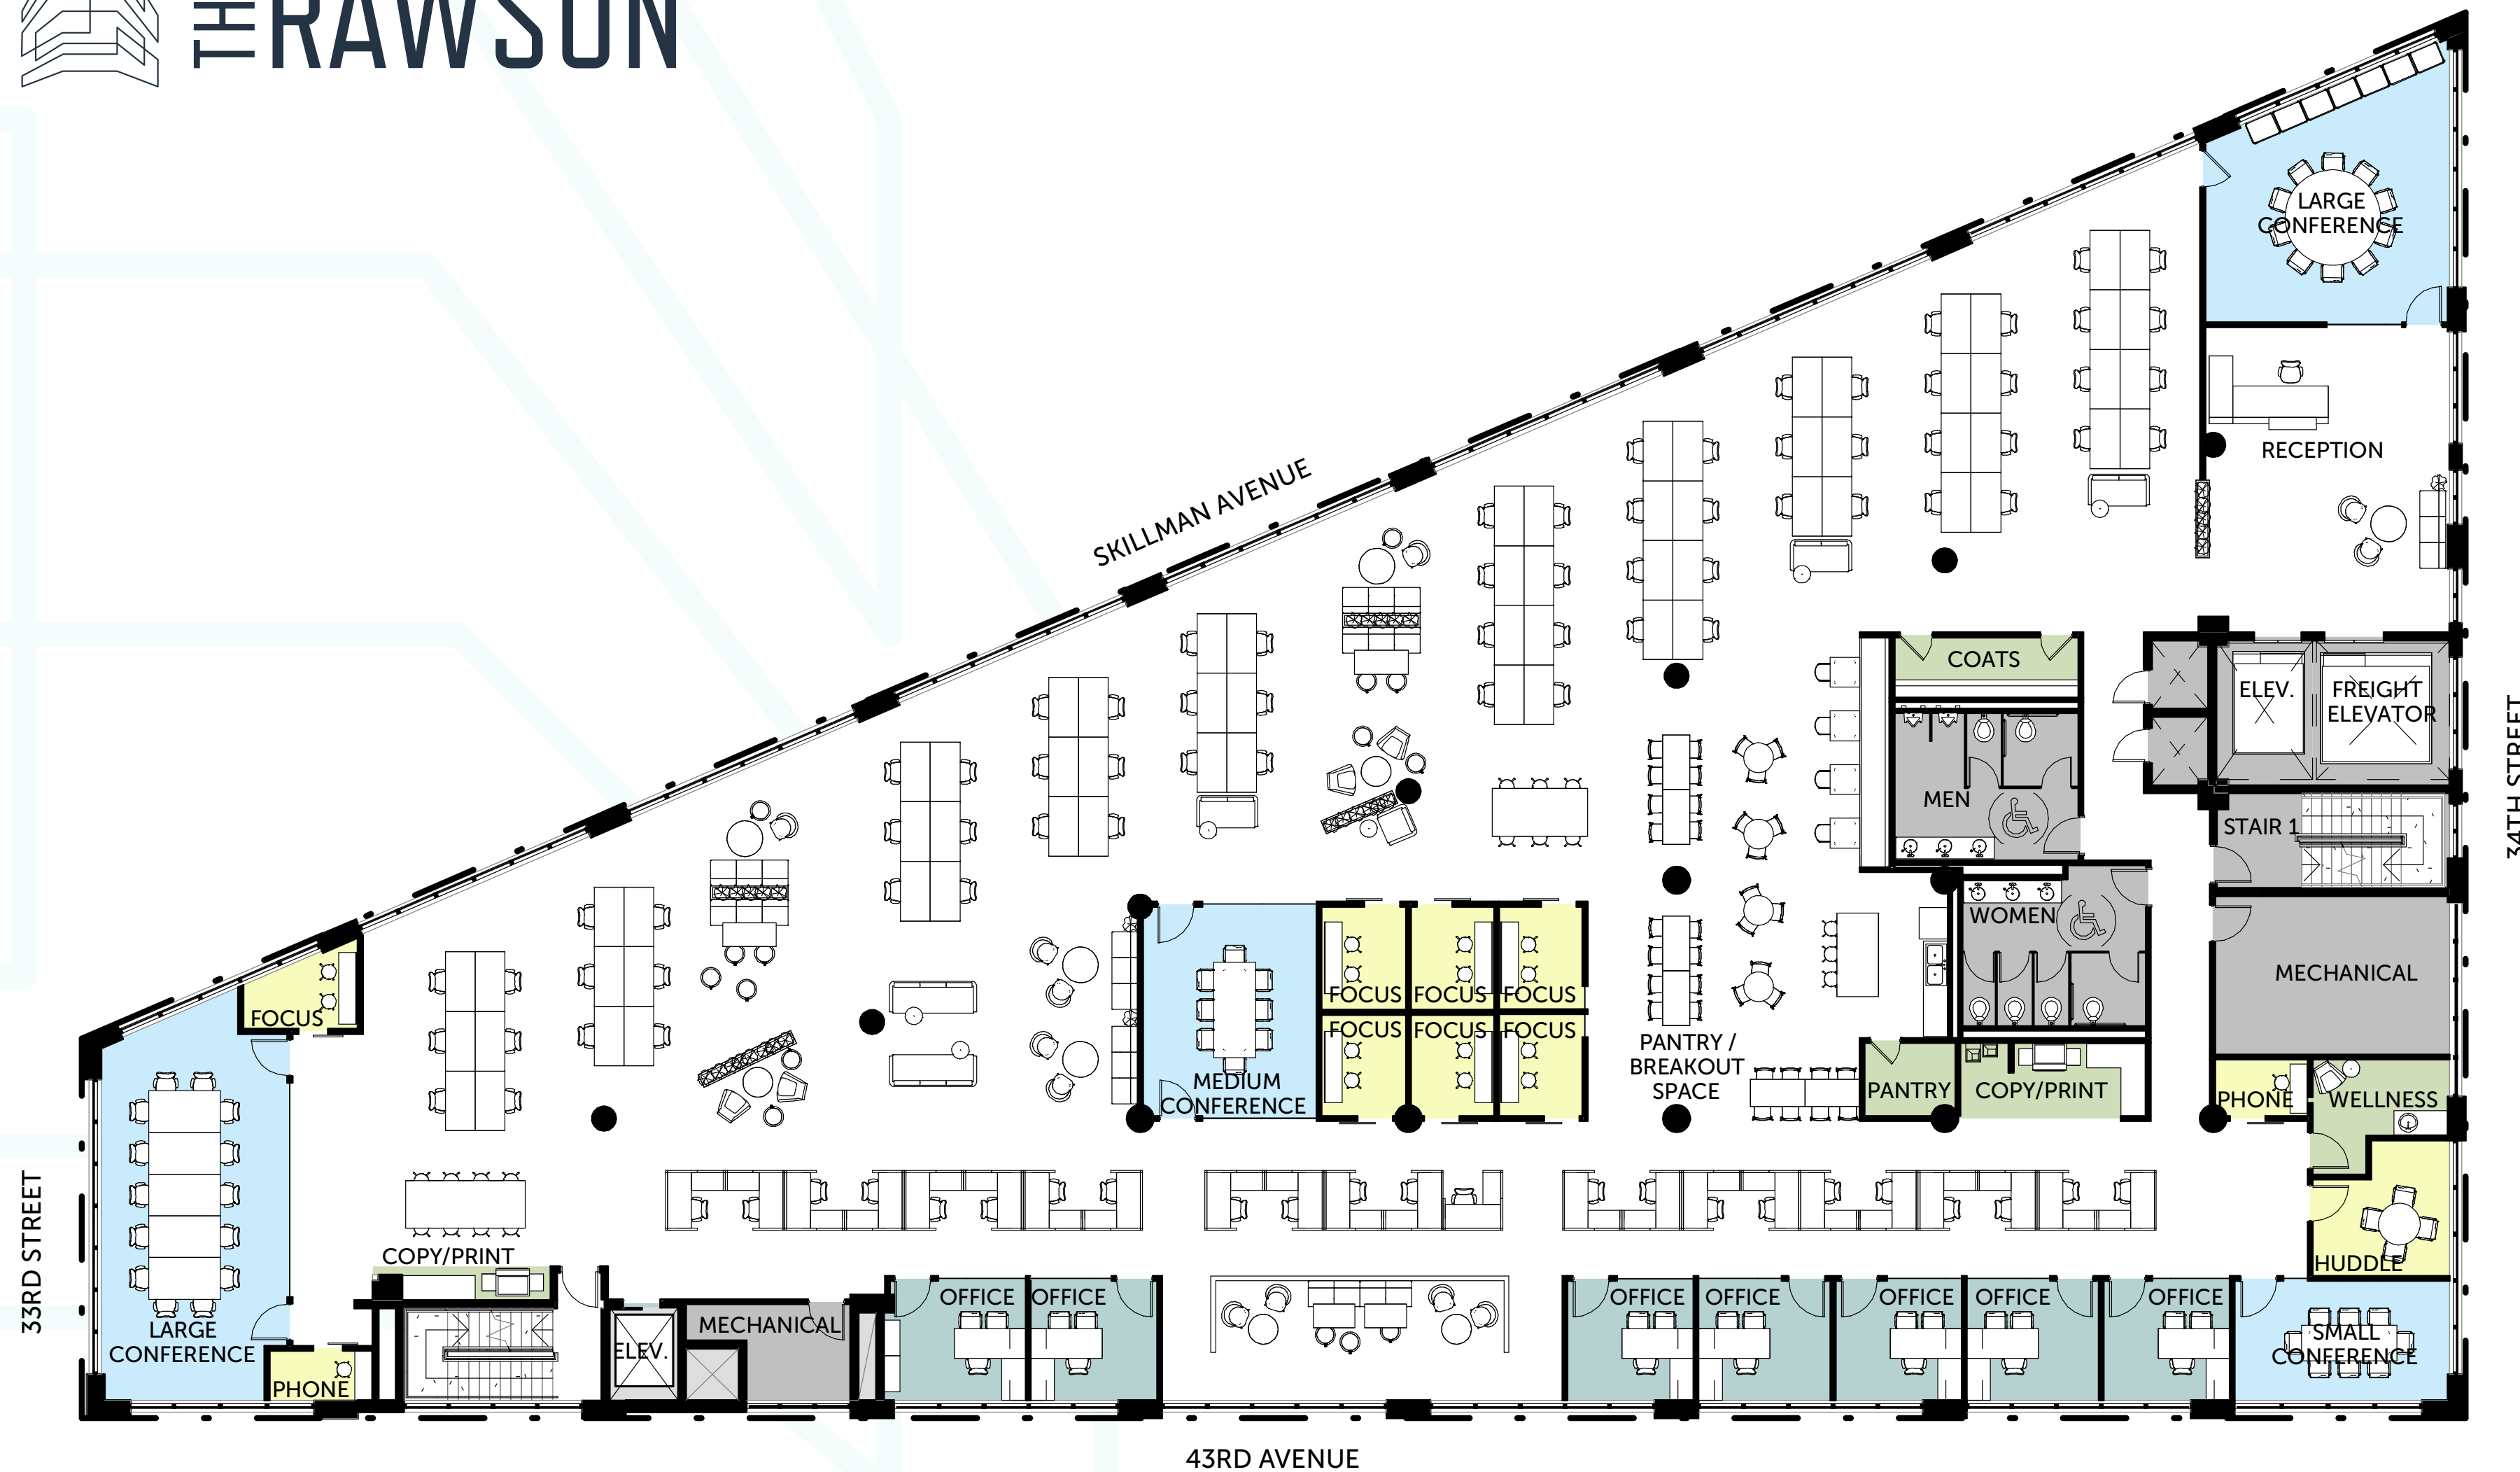 RAWSON
SKILLMAN AVENUE
LARGE
CONFERENCE
RECEPTION
COATS
ELEV.
FREIGHT
ELEVATOR
MEN
STAIR 1
34TH STREET
WOMEN
MECHANICAL
FOCUS
FOCUS
FOCUS
FOCUS
FOCUS
FOCUS
FOCUS
MEDIUM
CONFERENCE
PANTRY /
BREAKOUT
SPACE
PANTRY
COPY/PRINT
PHONE
WELLNESS
HUDDLE
33RD STREET
COPY/PRINT
LARGE
CONFERENCE
PHONE
ELEV.
MECHANICAL
OFFICE
OFFICE
OFFICE
OFFICE
OFFICE
OFFICE
OFFICE
SMALL
CONFERENCE
43RD AVENUE